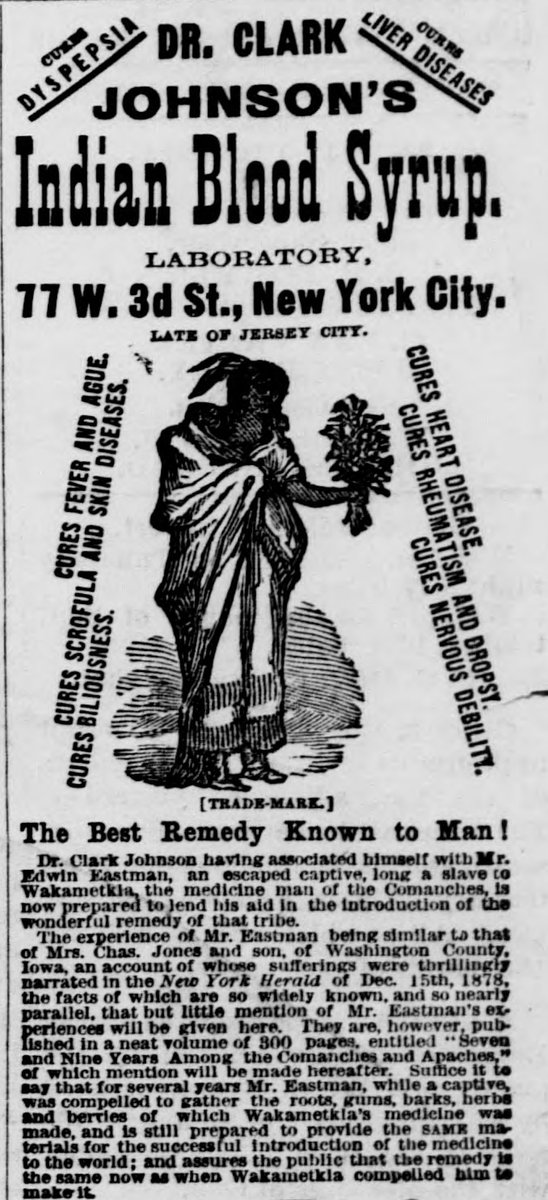 CURES
DYSPEPSIA
DR. CLARK
CURES
LIVER DISEASES
JOHNSON'S
Indian Blood Syrup.
LABORATORY,
77 W. 3d St., New York City.
LATE OF JERSEY CITY.
CURES FEVER AND AGUE.
CURES SCROFULA AND SKIN DISEASES.
CURES BILIOUSNESS.
CURES HEART DISEASE.
CURES RHEUMATISM AND DROPSY.
CURES NERVOUS DEBILITY.
[TRADE-MARK.]
The Best Remedy Known to Man!
Dr. Clark Johnson having associated himself with Mr.
Edwin Eastman, an escaped captive, long a slave to
Wakametkla, the medicine man of the Comanches, is
now prepared to lend his aid in the introduction of the
wonderful remedy of that tribe.
The experience of Mr. Eastman being similar to that
of Mrs. Chas. Jones and son, of Washington County,
Iowa, an account of whose sufferings were thrillingly
narrated in the New York Herald of Dec. 15th, 1878,
the facts of which are so widely known, and so nearly
parallel, that but little mention of Mr. Eastman's ex-
periences will be given here. They are, however, pub-
lished in a neat volume of 300 pages, entitled "Seven
and Nine Years Among the Comanches and Apaches,"
of which mention will be made hereafter. Suffice it to
say that for several years Mr. Eastman, while a captive,
was compelled to gather the roots, gums, barks, herbs
and berries of which Wakametkla's medicine was
made, and is still prepared to provide the SAME ma-
terials for the successful introduction of the medicine
to the world; and assures the public that the remedy is
the same now as when Wakametkla compelled him to
make it.